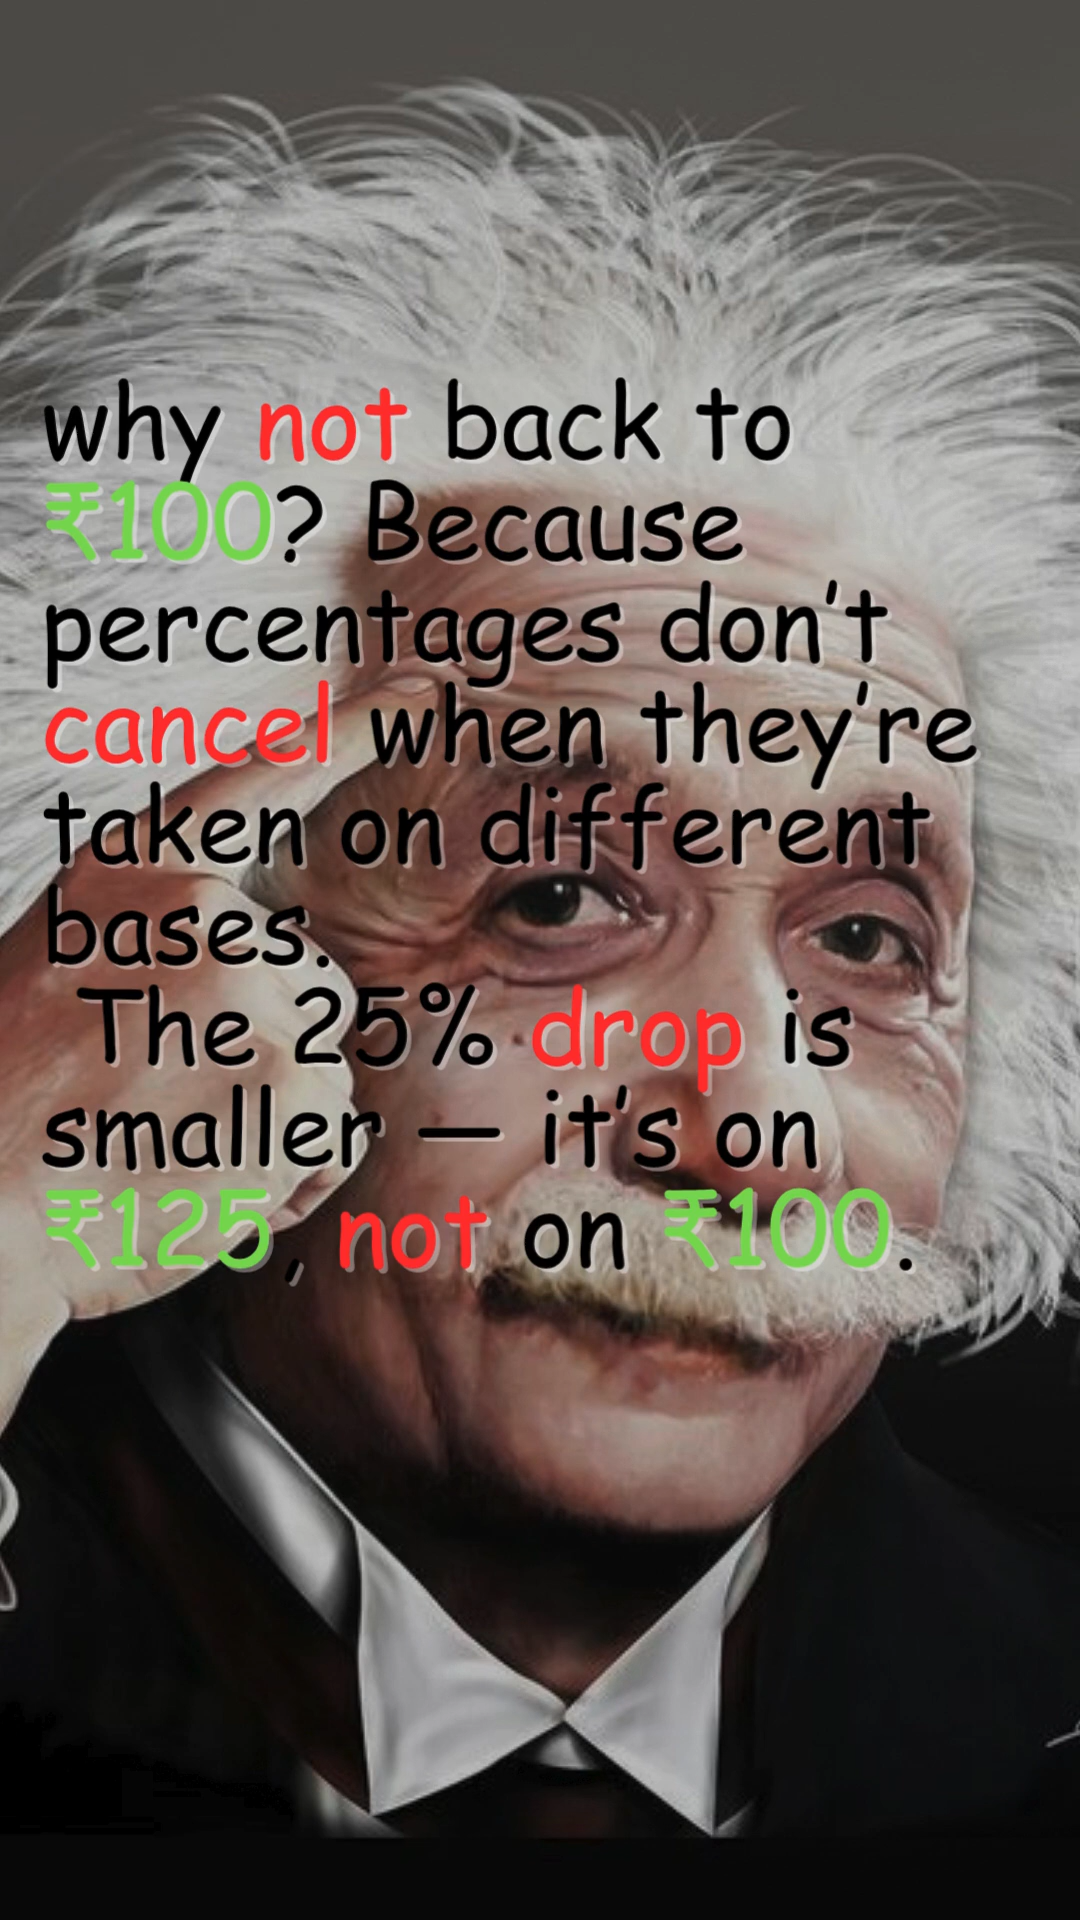 why not back to
₹100? Because
percentages don’t
cancel when they’re
taken on different
bases.
The 25% drop is
smaller — it’s on
₹125, not on ₹100.